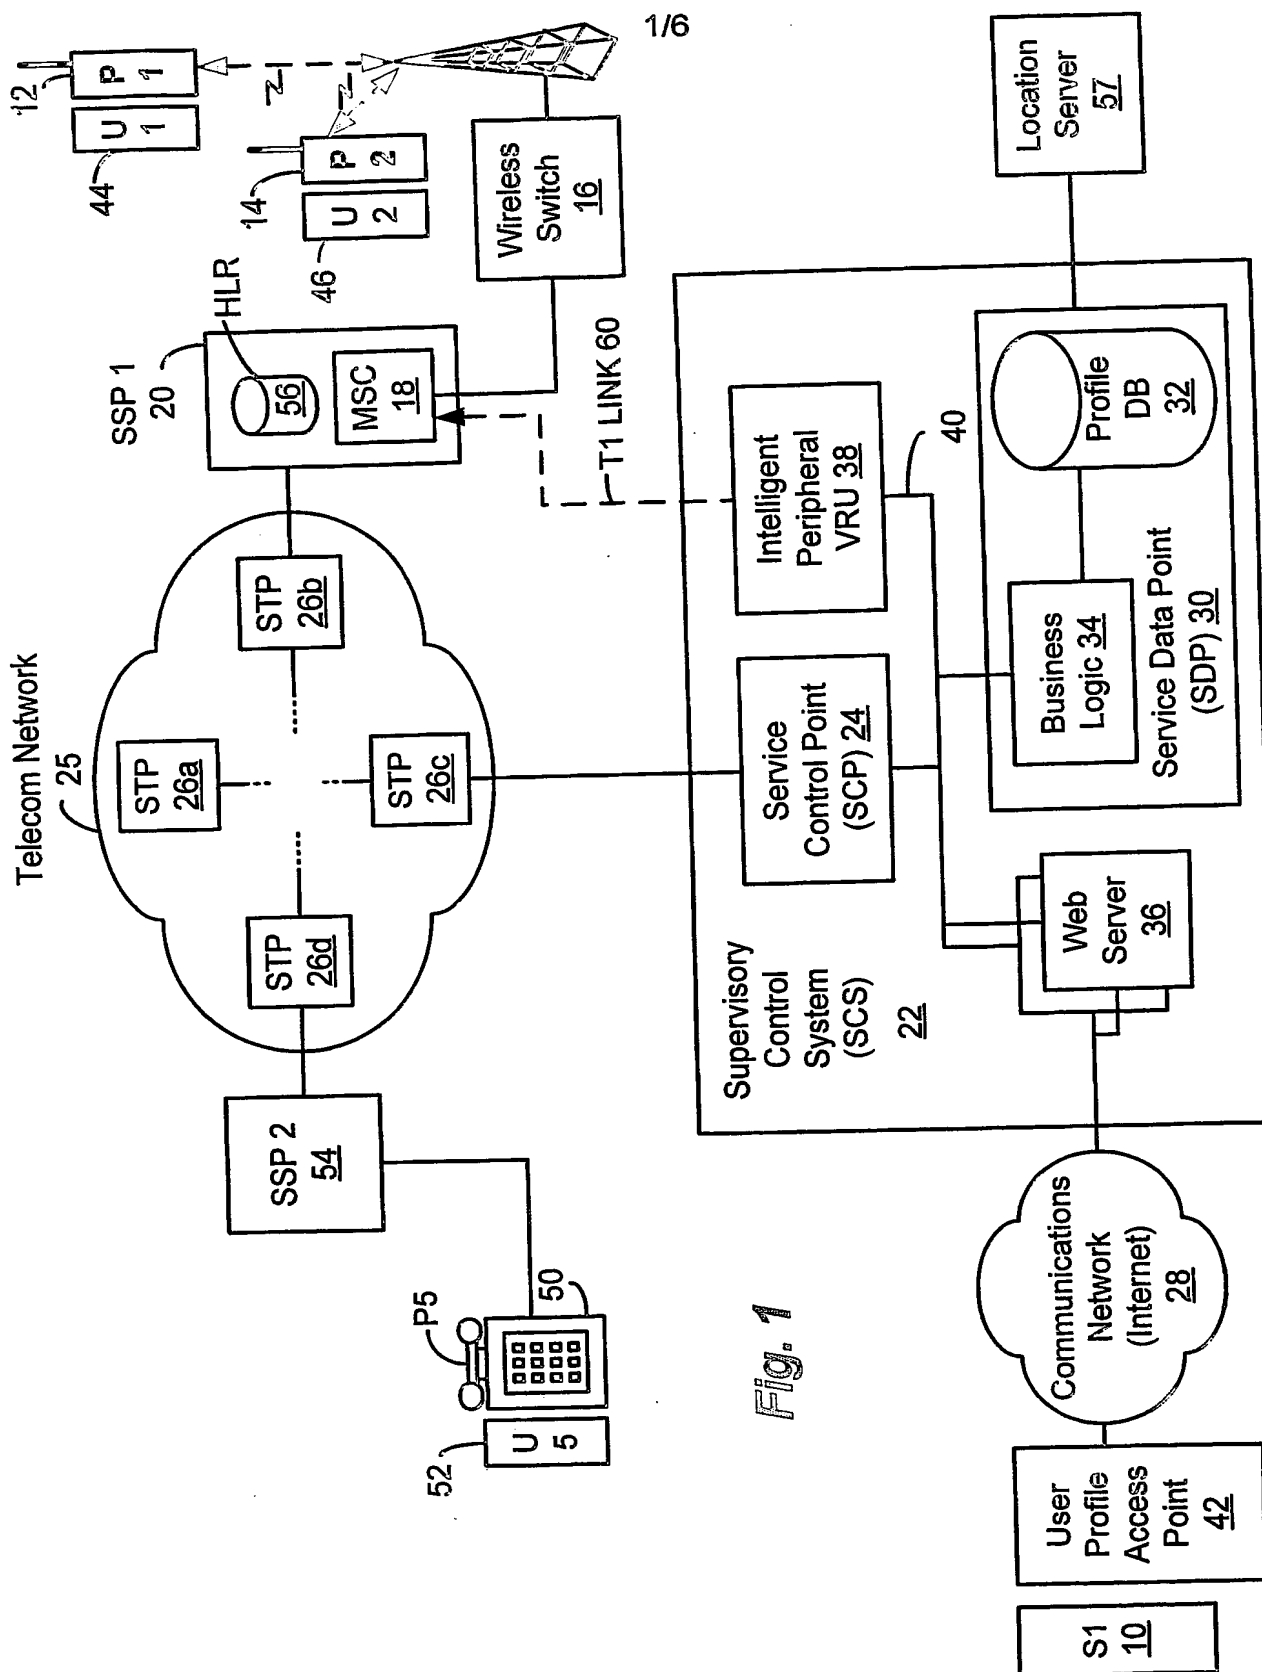 1/6
Telecom Network
25
STP
26a
STP
26b
STP
26c
STP
26d
SSP 2
54
P5
50
52
U
5
SSP 1
20
HLR
56
MSC
18
T1 LINK 60
12
P
1
44
U
1
14
P
2
46
U
2
Wireless
Switch
16
Supervisory
Control
System
(SCS)
22
Service
Control Point
(SCP) 24
Intelligent
Peripheral
VRU 38
40
Web
Server
36
Business
Logic 34
Profile
DB
32
Service Data Point
(SDP) 30
Location
Server
57
Communications
Network
(Internet)
28
User
Profile
Access
Point
42
S1
10
Fig. 1